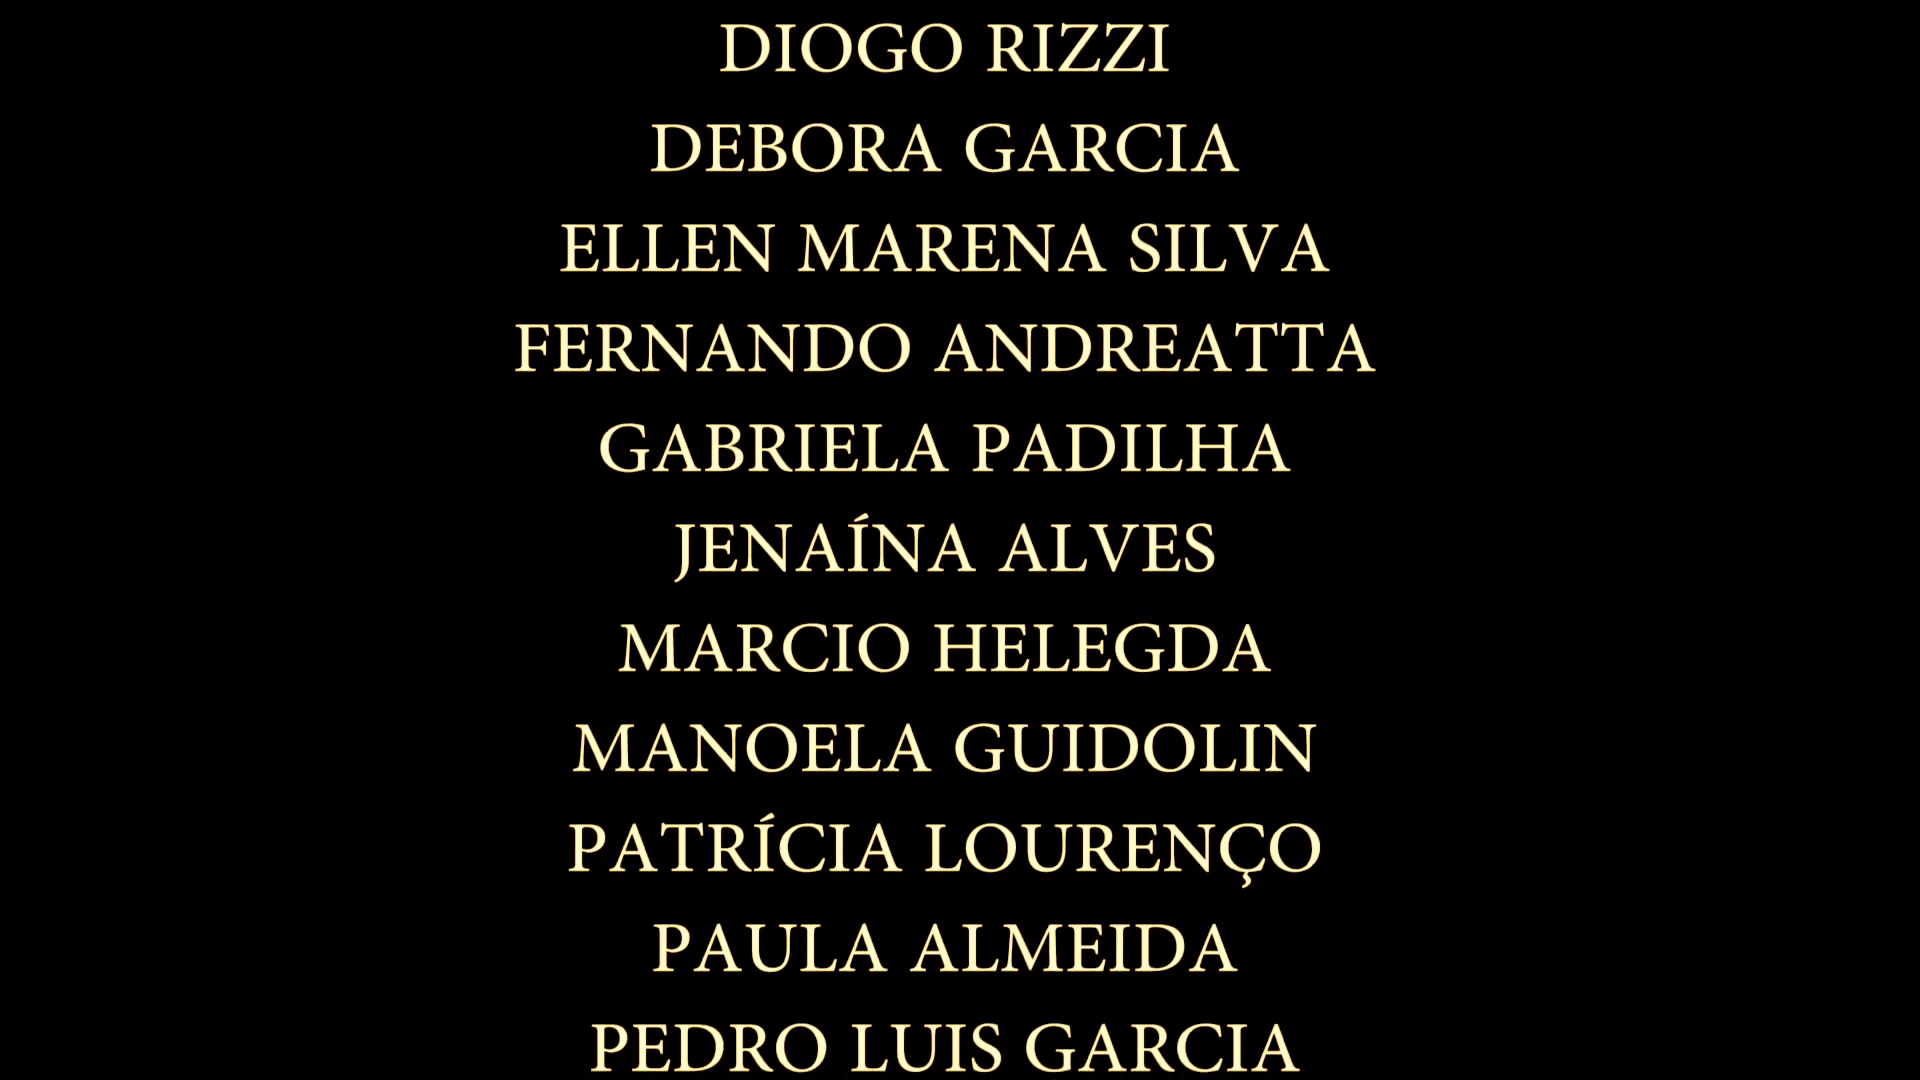 DIOGO RIZZI
DEBORA GARCIA
ELLEN MARENA SILVA
FERNANDO ANDREATTA
GABRIELA PADILHA
JENAÍNA ALVES
MARCIO HELEGDA
MANOELA GUIDOLIN
PATRÍCIA LOURENÇO
PAULA ALMEIDA
PEDRO LUIS GARCIA